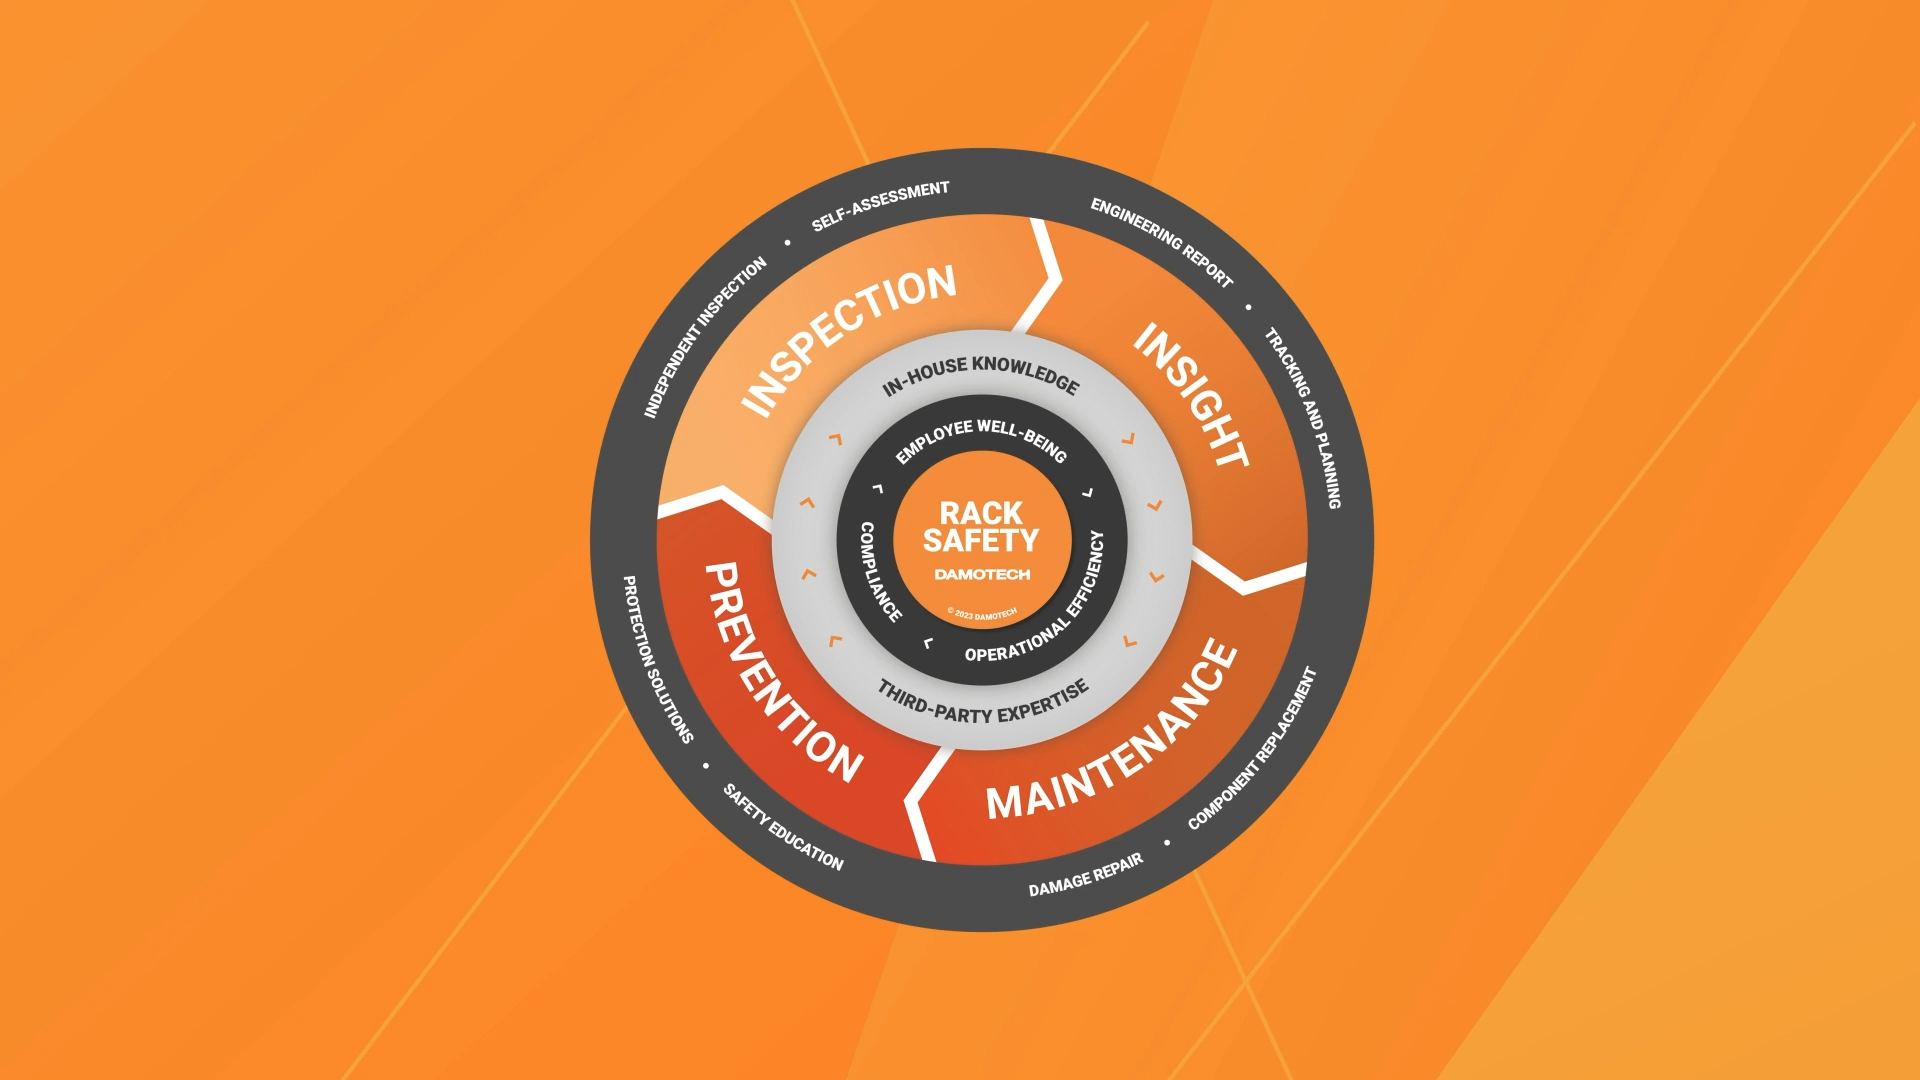 SELF-ASSESSMENT
INDEPENDENT INSPECTION
ENGINEERING REPORT
TRACKING AND PLANNING
COMPONENT REPLACEMENT
DAMAGE REPAIR
SAFETY EDUCATION
PROTECTION SOLUTIONS
INSPECTION
INSIGHT
MAINTENANCE
PREVENTION
IN-HOUSE KNOWLEDGE
THIRD-PARTY EXPERTISE
EMPLOYEE WELL-BEING
OPERATIONAL EFFICIENCY
COMPLIANCE
RACK
SAFETY
DAMOTECH
© 2023 DAMOTECH